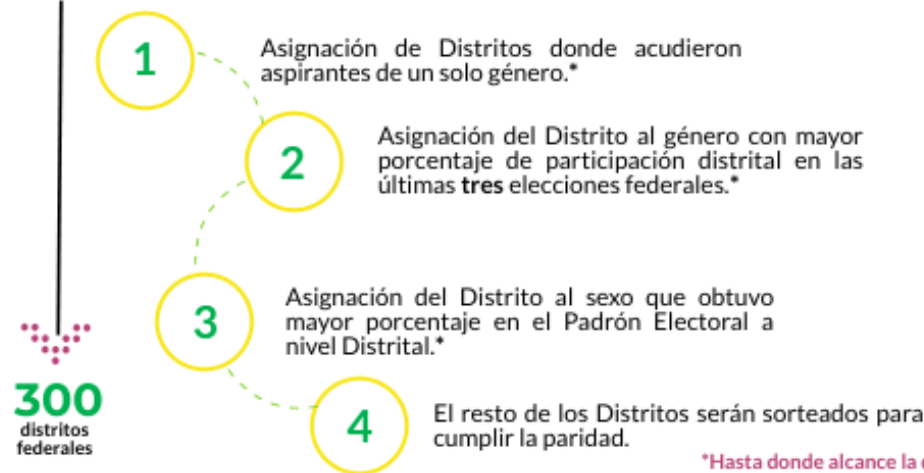 1
Asignación de Distritos donde acudieron
aspirantes de un solo género.*
2
Asignación del Distrito al género con mayor
porcentaje de participación distrital en las
últimas tres elecciones federales.*
3
Asignación del Distrito al sexo que obtuvo
mayor porcentaje en el Padrón Electoral a
nivel Distrital.*
300
distritos
federales
4
El resto de los Distritos serán sorteados para
cumplir la paridad.
*Hasta donde alcance la